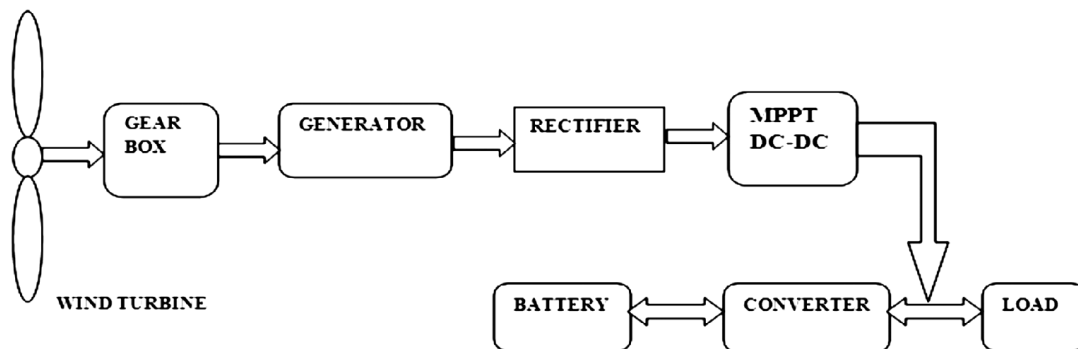 GEAR
BOX
GENERATOR
RECTIFIER
MPPT
DC-DC
WIND TURBINE
BATTERY
CONVERTER
LOAD